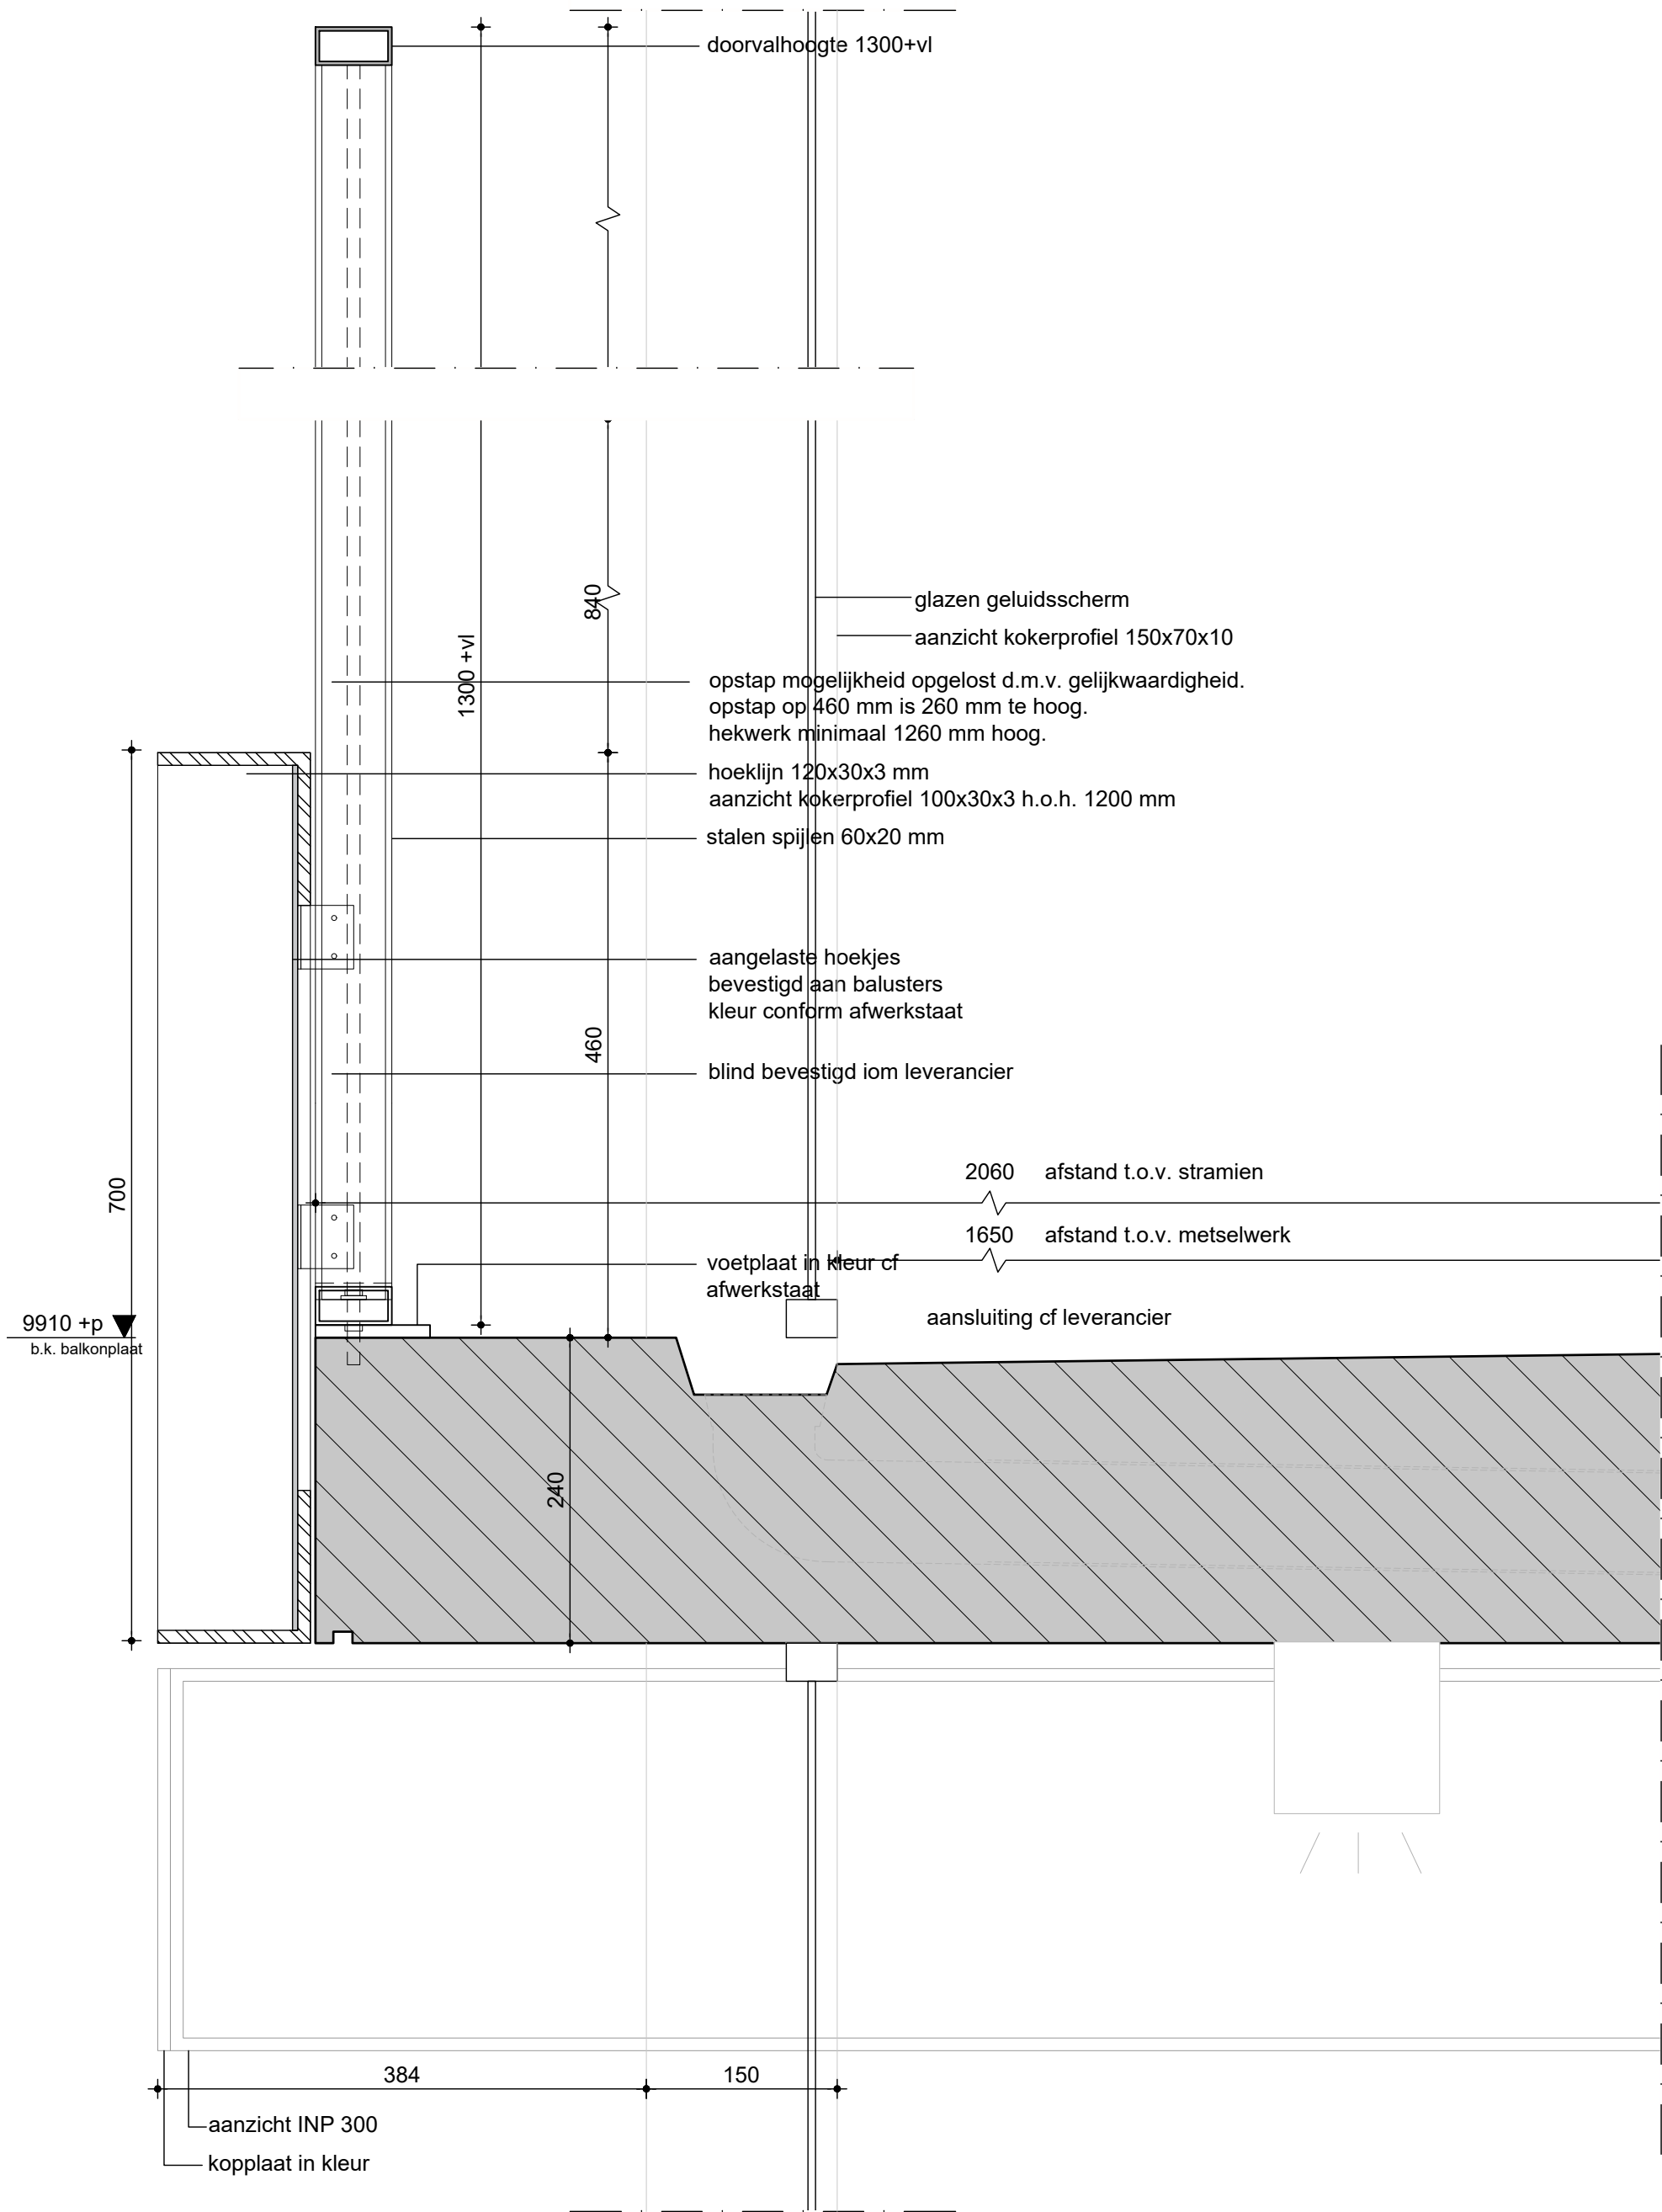 doorvalhoogte 1300+vl
840
glazen geluidsscherm
aanzicht kokerprofiel 150x70x10
1300 +vl
opstap mogelijkheid opgelost d.m.v. gelijkwaardigheid.
opstap op 460 mm is 260 mm te hoog.
hekwerk minimaal 1260 mm hoog.
hoeklijn 120x30x3 mm
aanzicht kokerprofiel 100x30x3 h.o.h. 1200 mm
stalen spijlen 60x20 mm
aangelaste hoekjes
bevestigd aan balusters
kleur conform afwerkstaat
460
blind bevestigd iom leverancier
700
2060 afstand t.o.v. stramien
1650 afstand t.o.v. metselwerk
voetplaat in kleur cf
afwerkstaat
aansluiting cf leverancier
9910 +p
b.k. balkonplaat
240
384
150
aanzicht INP 300
kopplaat in kleur